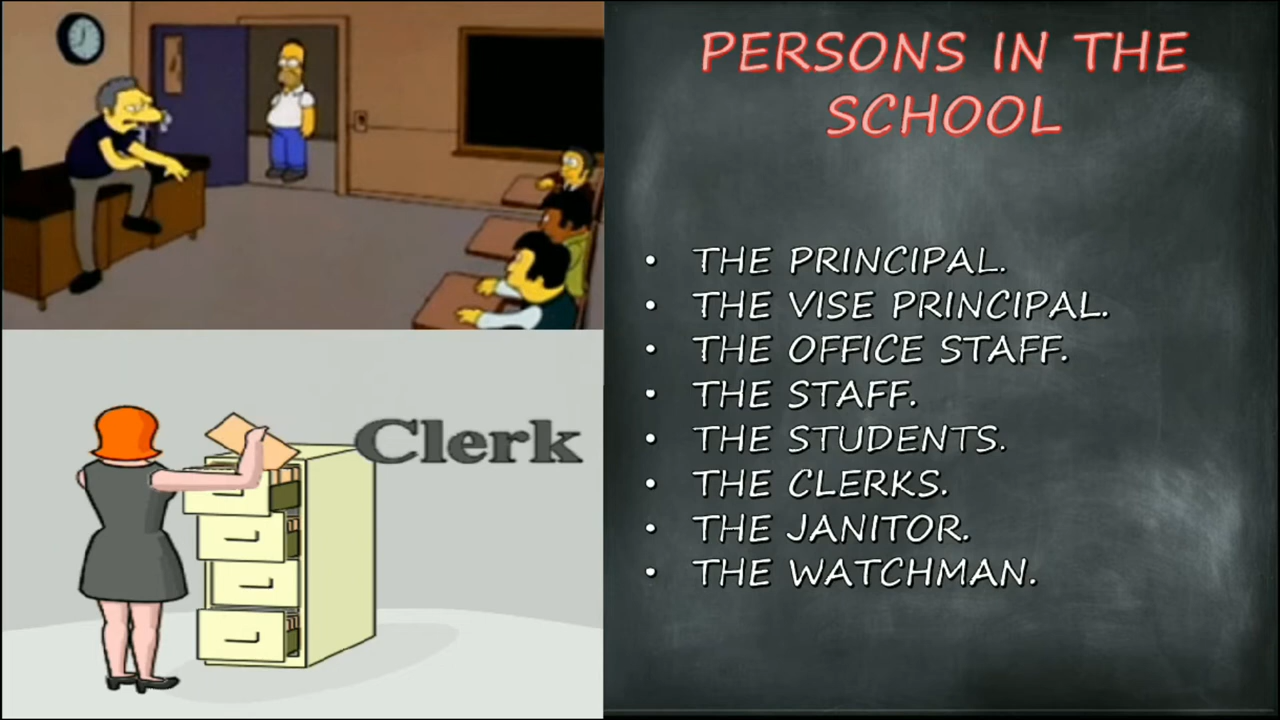 PERSONS IN THE
SCHOOL
Clerk
• THE PRINCIPAL.
• THE VISE PRINCIPAL.
• THE OFFICE STAFF.
• THE STAFF.
• THE STUDENTS.
• THE CLERKS.
• THE JANITOR.
• THE WATCHMAN.